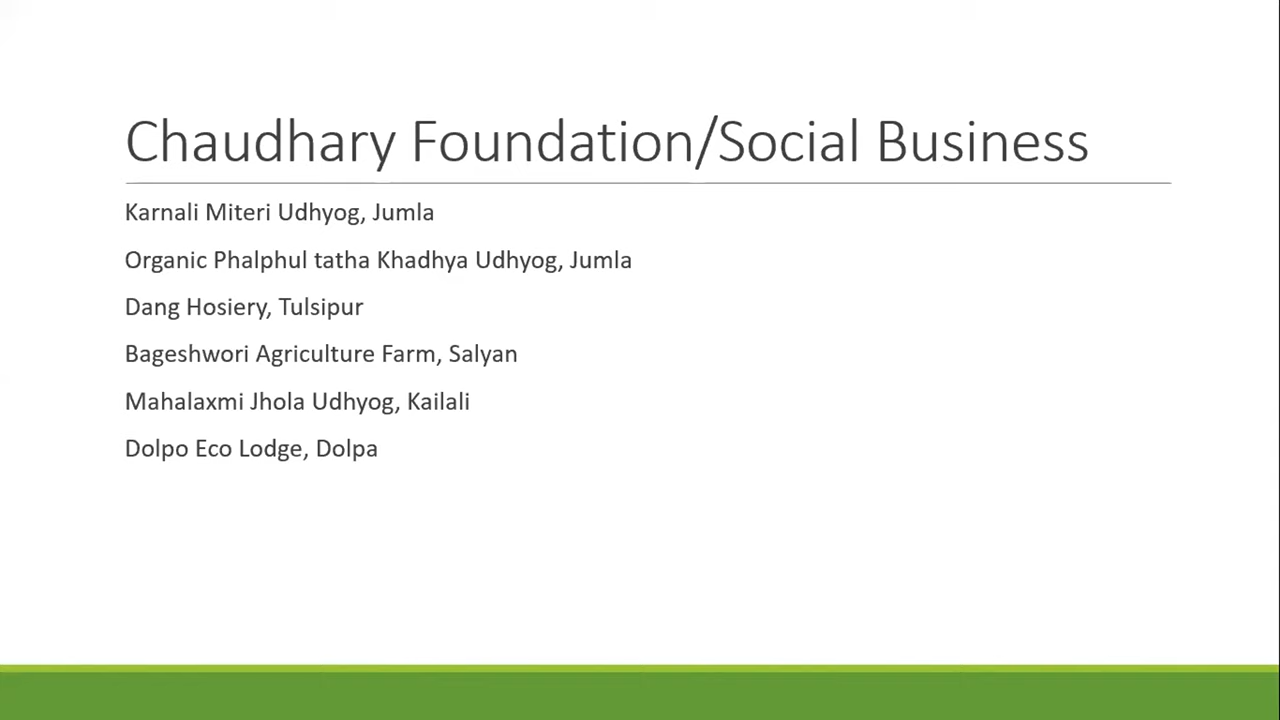 Chaudhary Foundation/Social Business
Karnali Miteri Udhyog, Jumla
Organic Phalphul tatha Khadhya Udhyog, Jumla
Dang Hosiery, Tulsipur
Bageshwori Agriculture Farm, Salyan
Mahalaxmi Jhola Udhyog, Kailali
Dolpo Eco Lodge, Dolpa